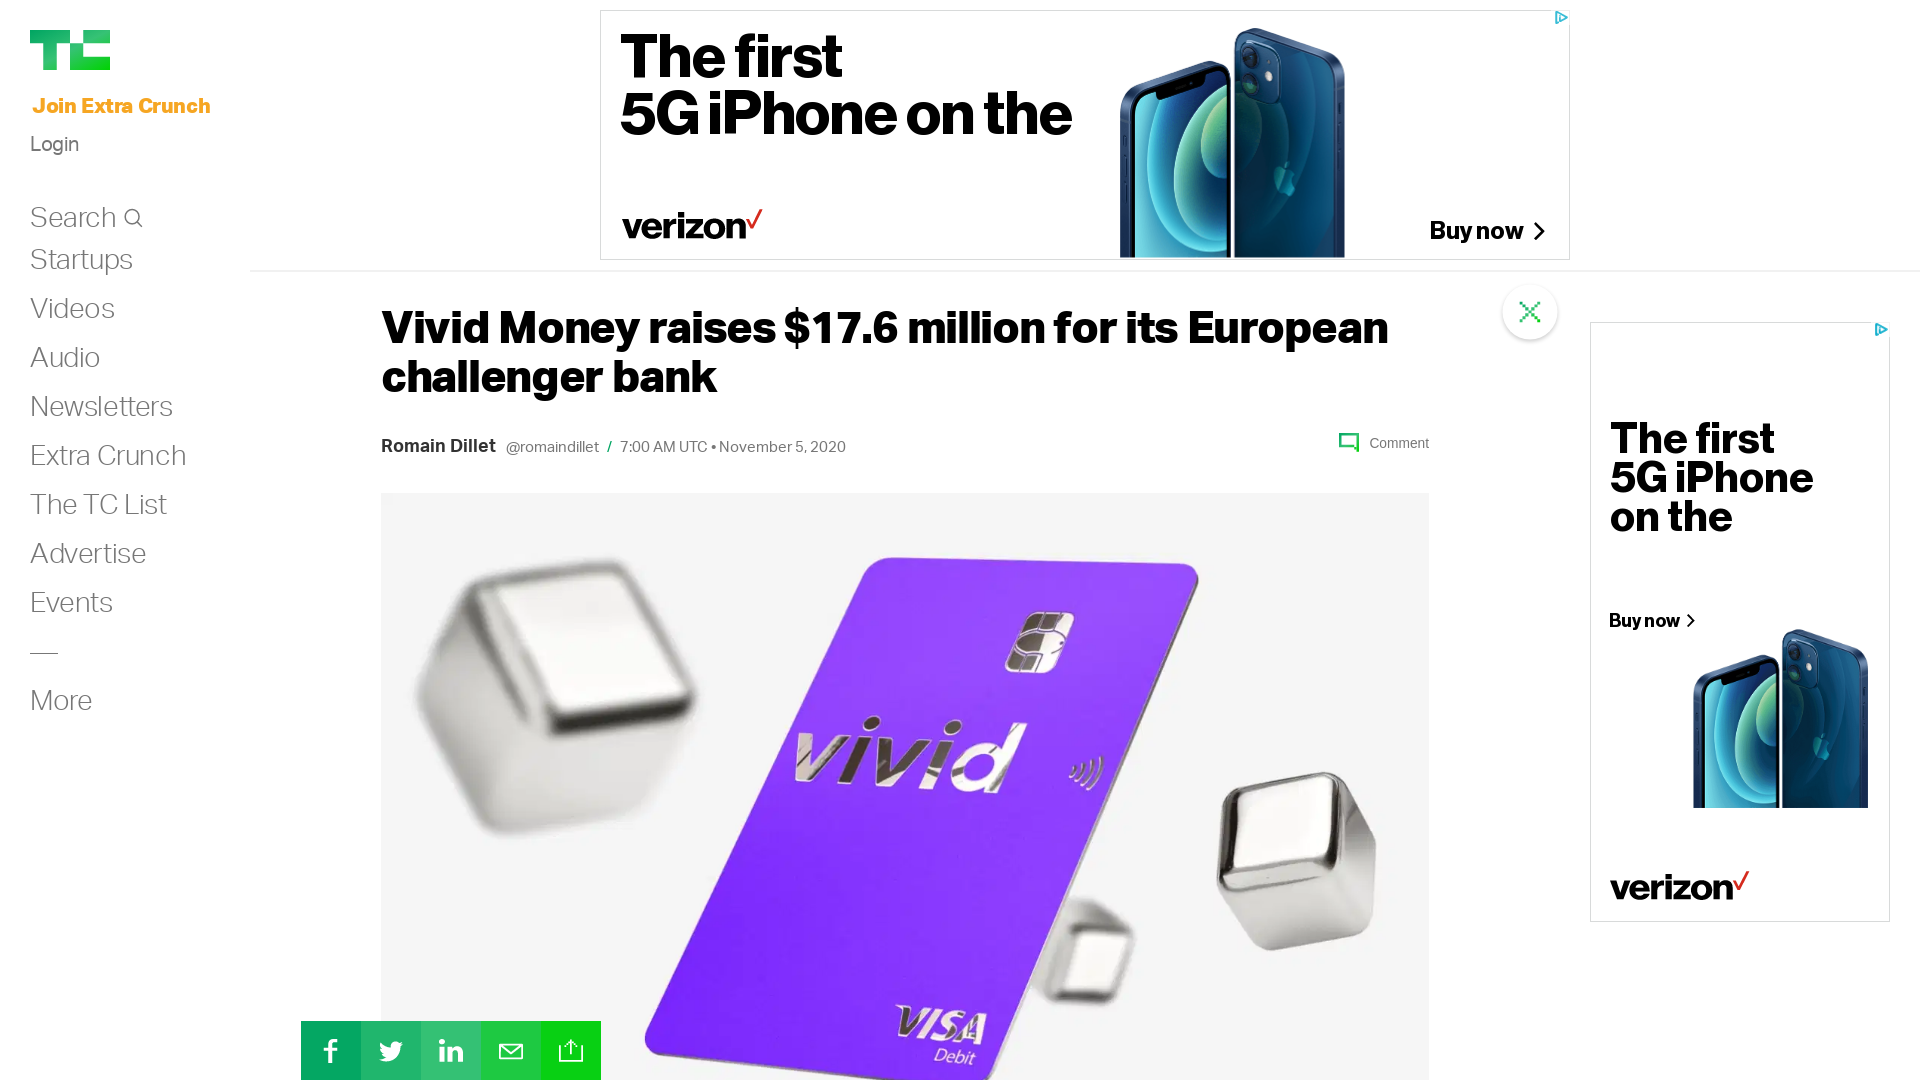 TC
Join Extra Crunch
Login
Search
Startups
Videos
Audio
Newsletters
Extra Crunch
The TC List
Advertise
Events
More
The first
5G iPhone on the
verizon
Buy now
Vivid Money raises $17.6 million for its European
challenger bank
Romain Dillet @romaindillet / 7:00 AM UTC • November 5, 2020
Comment
vivid
VISA
Debit
The first
5G iPhone
on the
Buy now
verizon